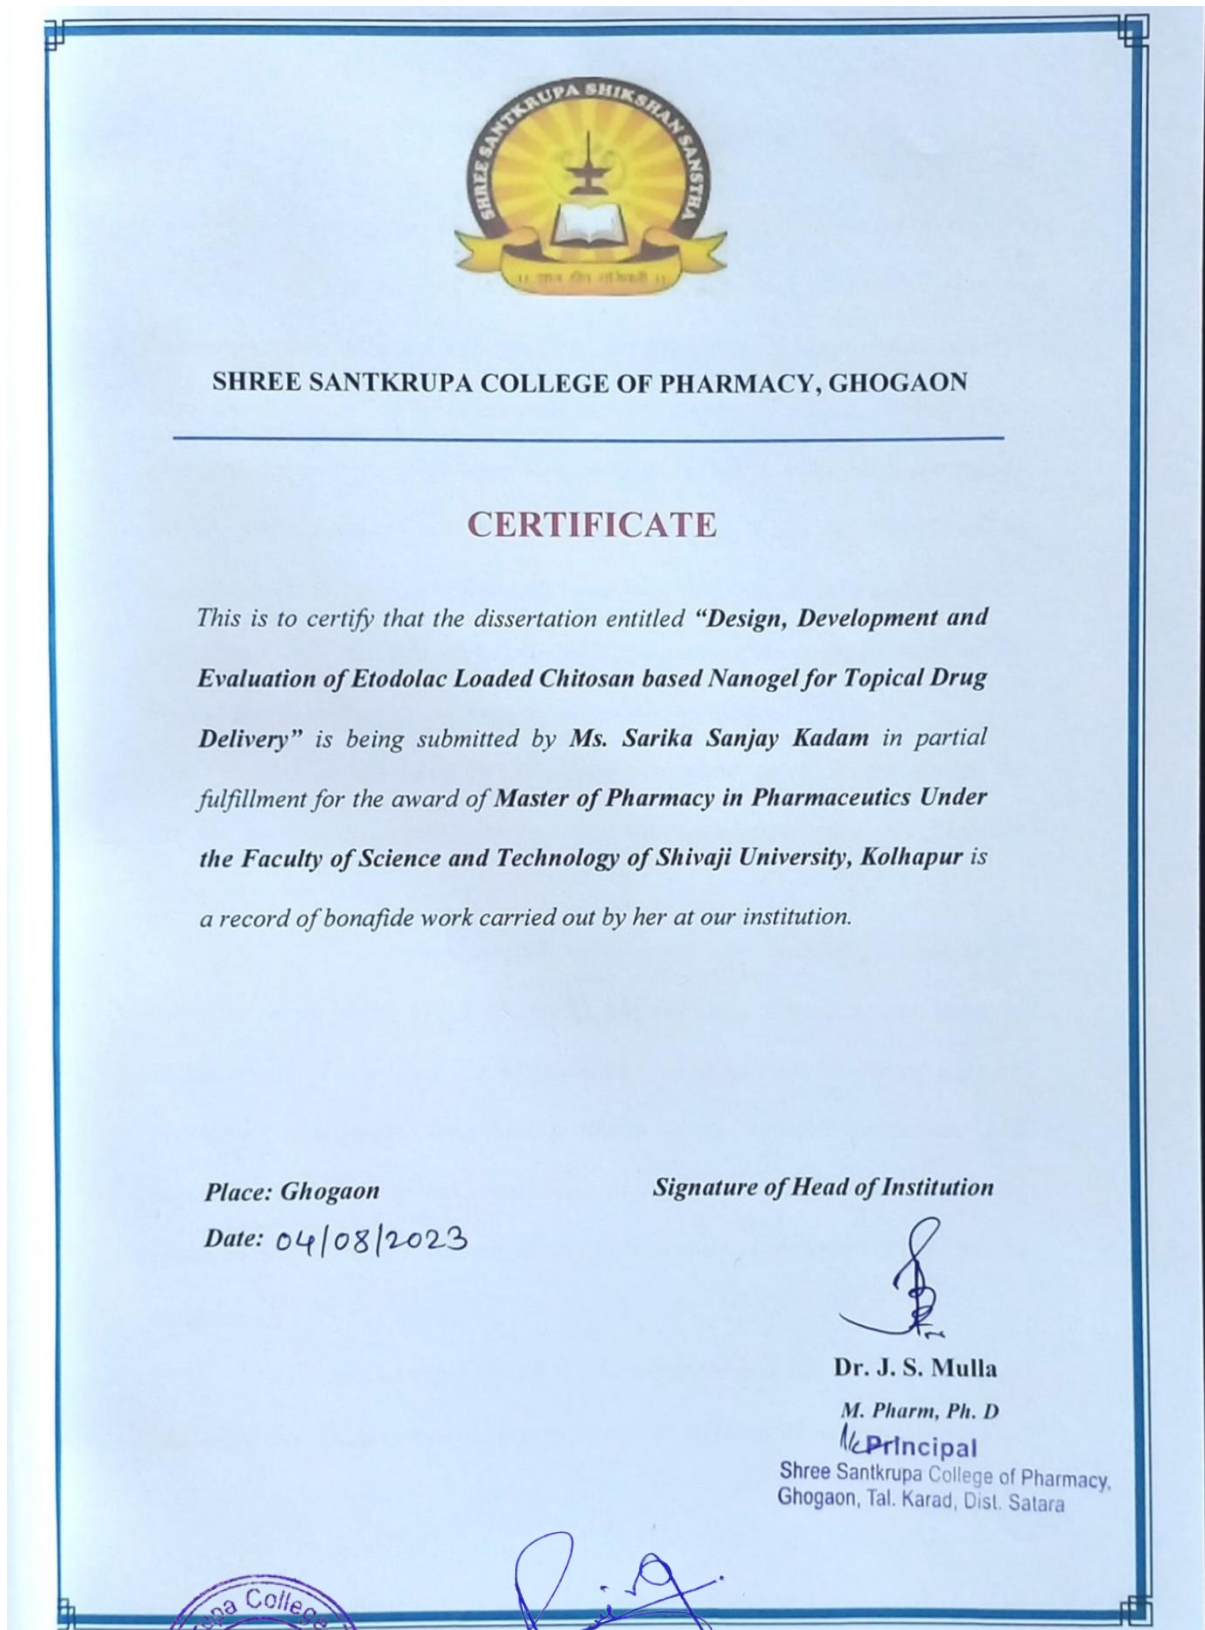 SHREE SANTKRUPA SHIKSHAN SANSTHA
SHREE SANTKRUPA COLLEGE OF PHARMACY, GHOGAON
CERTIFICATE
This is to certify that the dissertation entitled “Design, Development and
Evaluation of Etodolac Loaded Chitosan based Nanogel for Topical Drug
Delivery” is being submitted by Ms. Sarika Sanjay Kadam in partial
fulfillment for the award of Master of Pharmacy in Pharmaceutics Under
the Faculty of Science and Technology of Shivaji University, Kolhapur is
a record of bonafide work carried out by her at our institution.
Place: Ghogaon
Signature of Head of Institution
Date: 04/08/2023
Dr. J. S. Mulla
M. Pharm, Ph. D
Principal
Shree Santkrupa College of Pharmacy,
Ghogaon, Tal. Karad, Dist. Satara
College